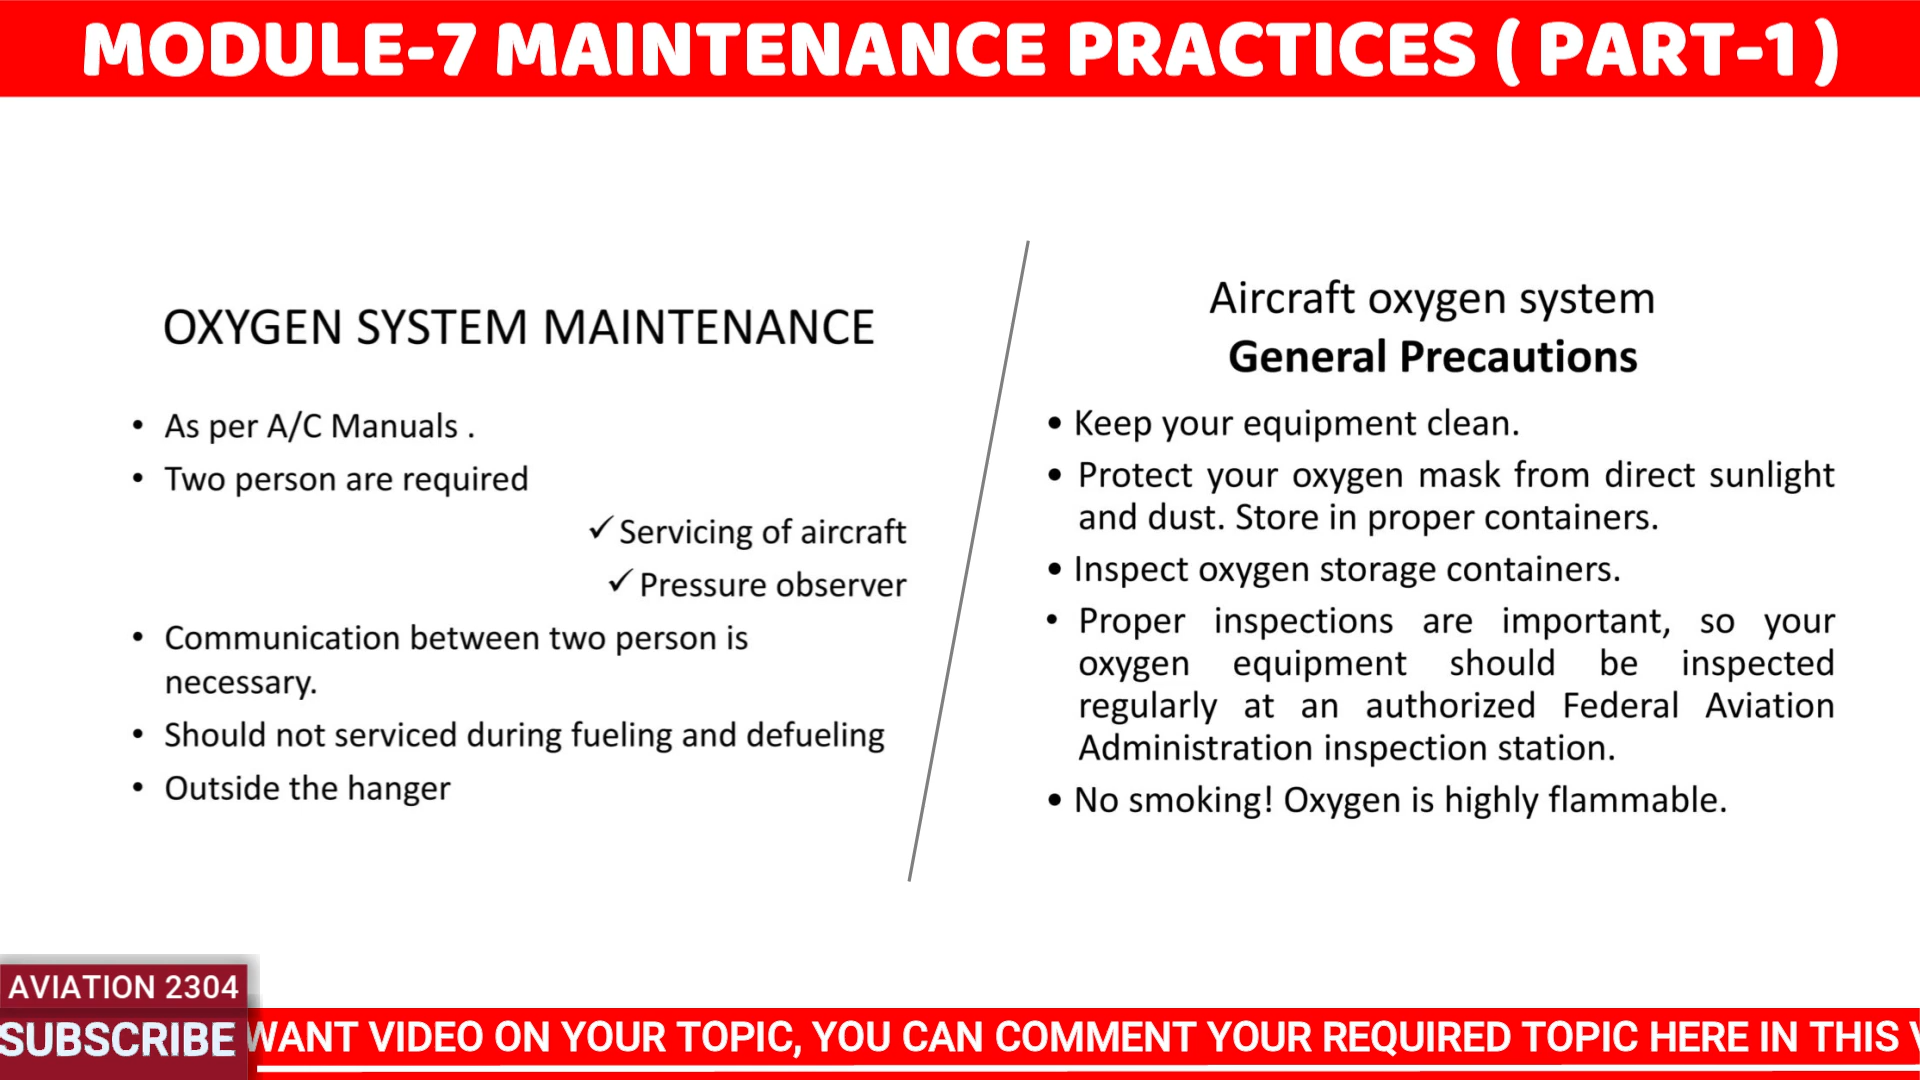 MODULE-7 MAINTENANCE PRACTICES ( PART-1 )
OXYGEN SYSTEM MAINTENANCE
• As per A/C Manuals .
• Two person are required
✓ Servicing of aircraft
✓ Pressure observer
• Communication between two person is
necessary.
• Should not serviced during fueling and defueling
• Outside the hanger
Aircraft oxygen system
General Precautions
• Keep your equipment clean.
• Protect your oxygen mask from direct sunlight
and dust. Store in proper containers.
• Inspect oxygen storage containers.
• Proper inspections are important, so your
oxygen equipment should be inspected
regularly at an authorized Federal Aviation
Administration inspection station.
• No smoking! Oxygen is highly flammable.
AVIATION 2304
SUBSCRIBE
WANT VIDEO ON YOUR TOPIC, YOU CAN COMMENT YOUR REQUIRED TOPIC HERE IN THIS